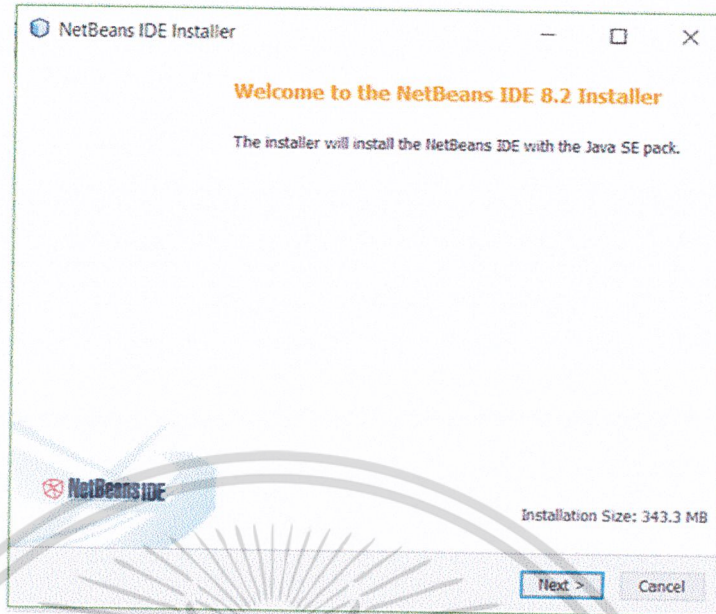 NetBeans IDE Installer
Welcome to the NetBeans IDE 8.2 Installer
The installer will install the NetBeans IDE with the Java SE pack.
NetBeans IDE
Installation Size: 343.3 MB
Next >
Cancel